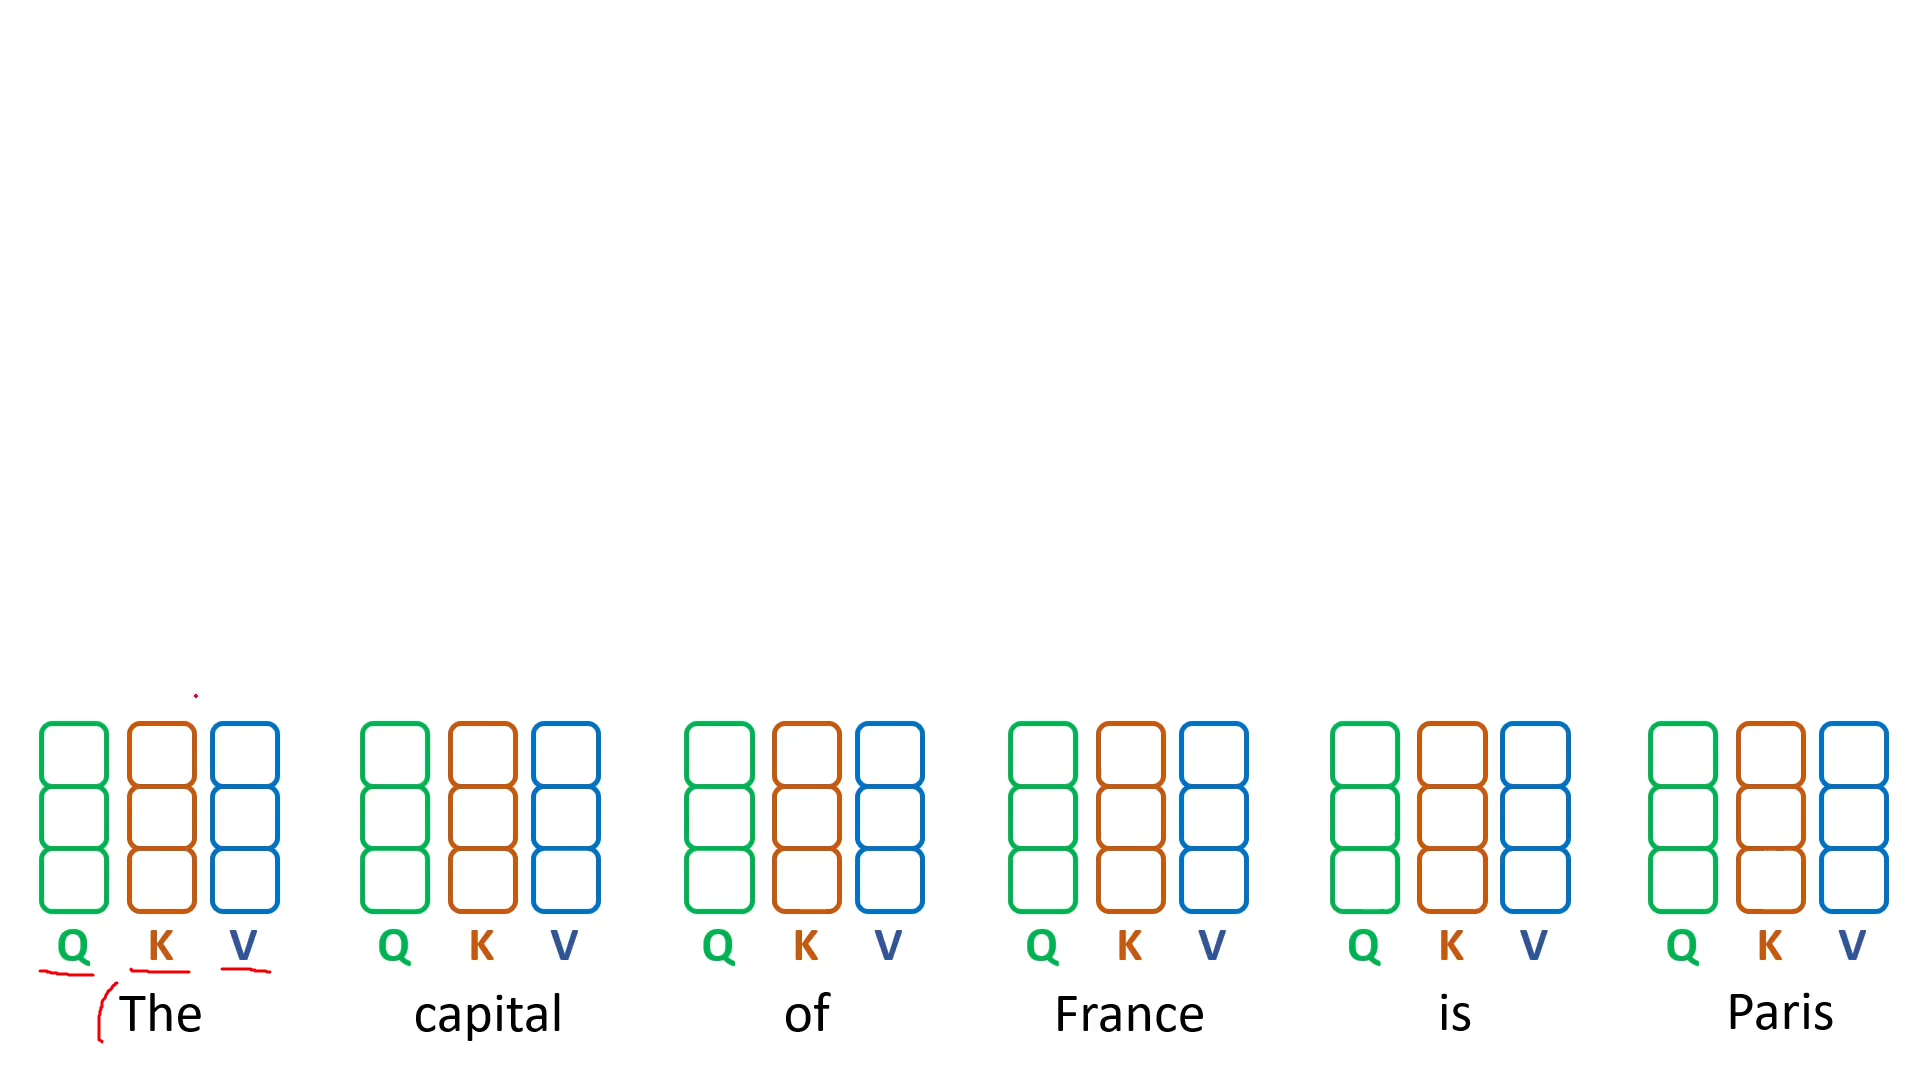 Q K V Q K V Q K V Q K V Q K V Q K V
The capital of France is Paris